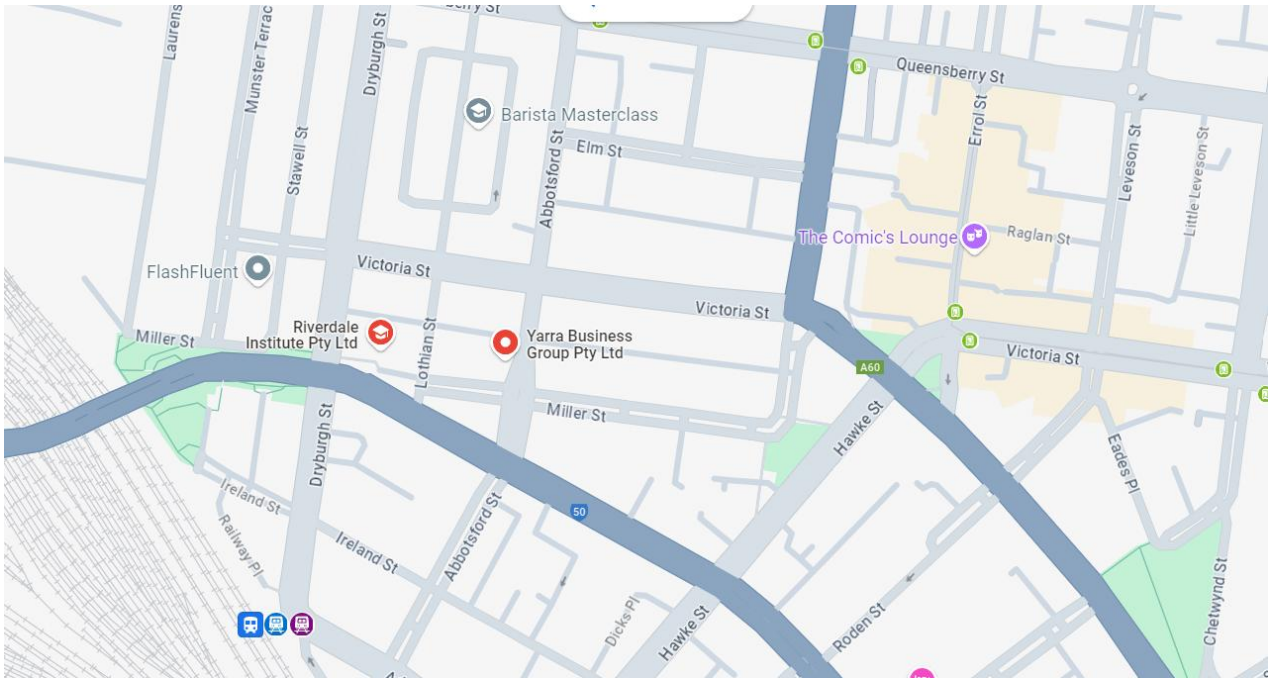 Laurens
Munster Terrac
Dryburgh St
Stawell St
Barista Masterclass
Abbotsford St
Elm St
Queensberry St
Errol St
Leveson St
Little Leveson St
Raglan St
The Comic's Lounge
FlashFluent
Victoria St
Victoria St
Victoria St
Riverdale
Institute Pty Ltd
Yarra Business
Group Pty Ltd
Miller St
Lothian St
Miller St
A60
Hawke St
Eades Pl
Dryburgh St
Ireland St
Railway Pl
Ireland St
Abbotsford St
50
Dicks Pl
Hawke St
Roden St
Chetwynd St